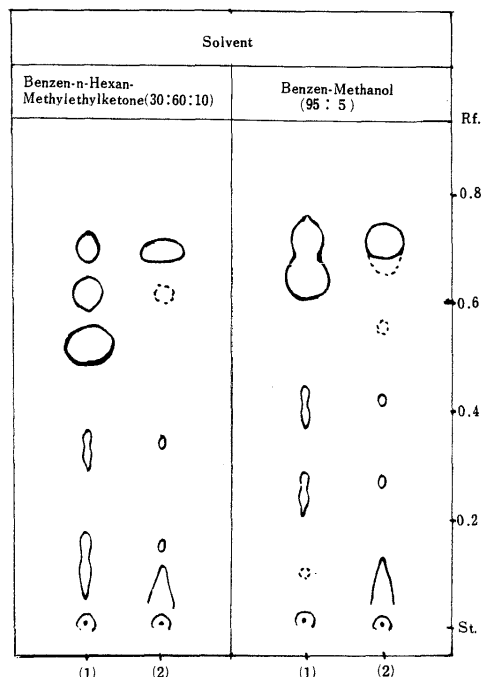 Solvent
Benzen-n-Hexan-
Methylethylketone(30:60:10)
Benzen-Methanol
(95 : 5)
Rf.
0.8
0.6
0.4
0.2
St.
(1) (2) (1) (2)